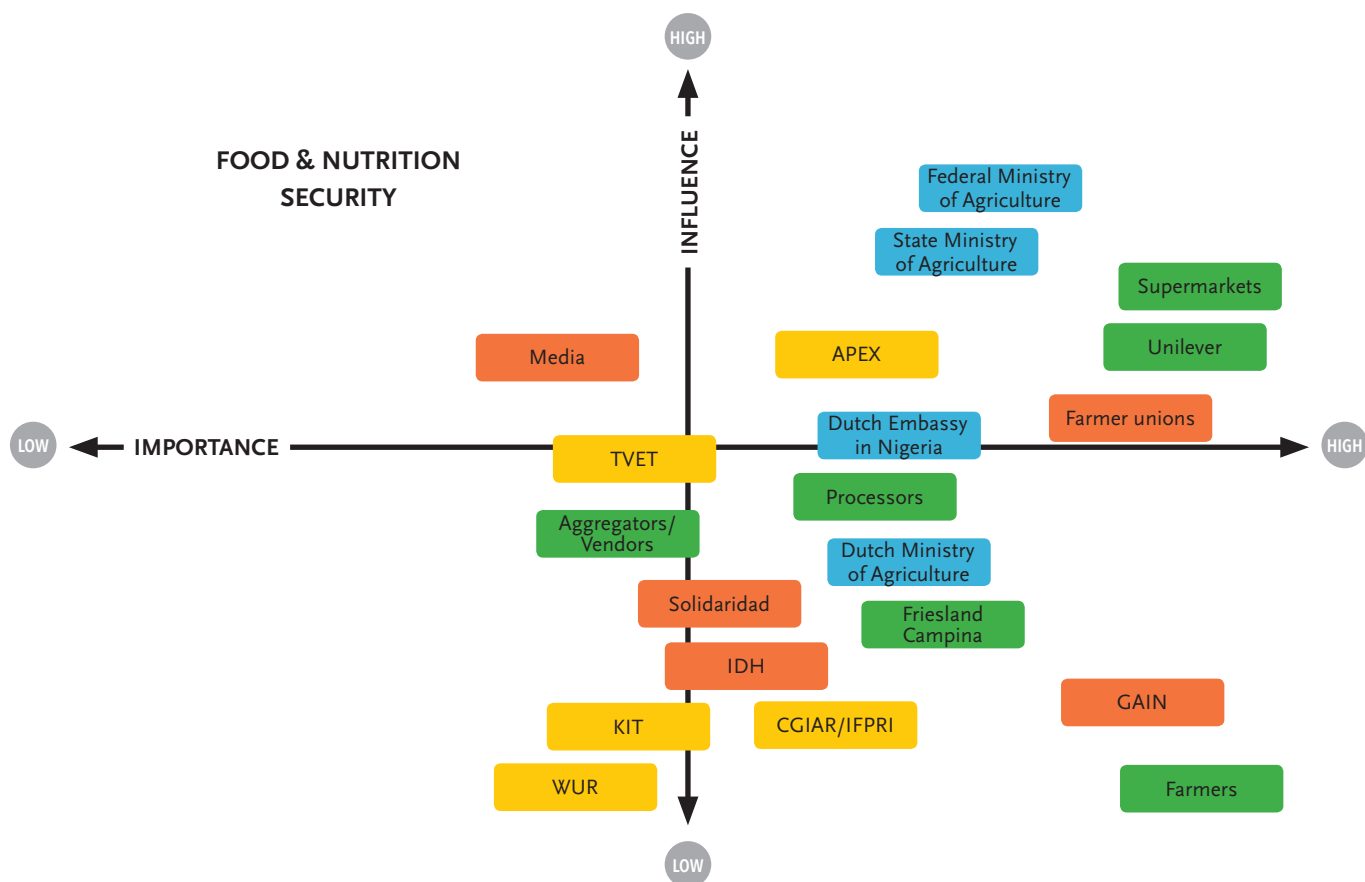 HIGH
FOOD & NUTRITION
SECURITY
INFLUENCE
Federal Ministry
of Agriculture
State Ministry
of Agriculture
Supermarkets
Unilever
Media
APEX
Farmer unions
LOW
IMPORTANCE
Dutch Embassy
in Nigeria
HIGH
TVET
Processors
Aggregators/
Vendors
Dutch Ministry
of Agriculture
Solidaridad
Friesland
Campina
IDH
GAIN
KIT
CGIAR/IFPRI
WUR
Farmers
LOW